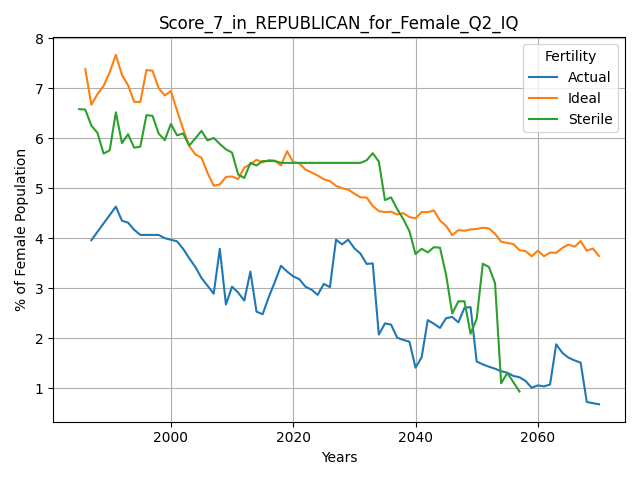 Score_7_in_REPUBLICAN_for_Female_Q2_IQ
Fertility
Actual
Ideal
Sterile
% of Female Population
8
7
6
5
4
3
2
1
2000 2020 2040 2060
Years